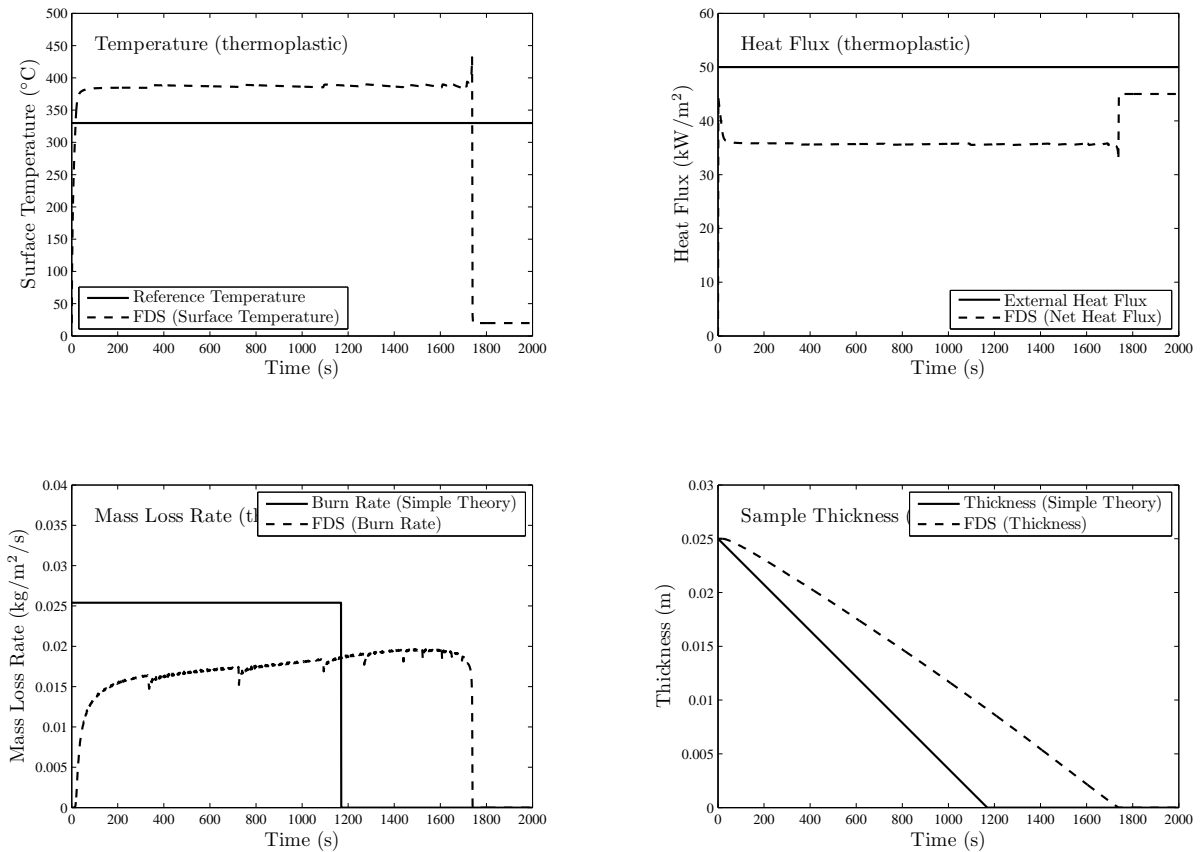 Temperature (thermoplastic)
500
450
400
350
300
250
200
150
100
50
0
Surface Temperature (°C)
Reference Temperature
FDS (Surface Temperature)
0 200 400 600 800 1000 1200 1400 1600 1800 2000
Time (s)
Heat Flux (thermoplastic)
60
50
40
30
20
10
0
Heat Flux (kW/m²)
External Heat Flux
FDS (Net Heat Flux)
0 200 400 600 800 1000 1200 1400 1600 1800 2000
Time (s)
Mass Loss Rate (
Burn Rate (Simple Theory)
FDS (Burn Rate)
0.04
0.035
0.03
0.025
0.02
0.015
0.01
0.005
0
Mass Loss Rate (kg/m²/s)
0 200 400 600 800 1000 1200 1400 1600 1800 2000
Time (s)
Sample Thickness (
Thickness (Simple Theory)
FDS (Thickness)
0.03
0.025
0.02
0.015
0.01
0.005
0
Thickness (m)
0 200 400 600 800 1000 1200 1400 1600 1800 2000
Time (s)